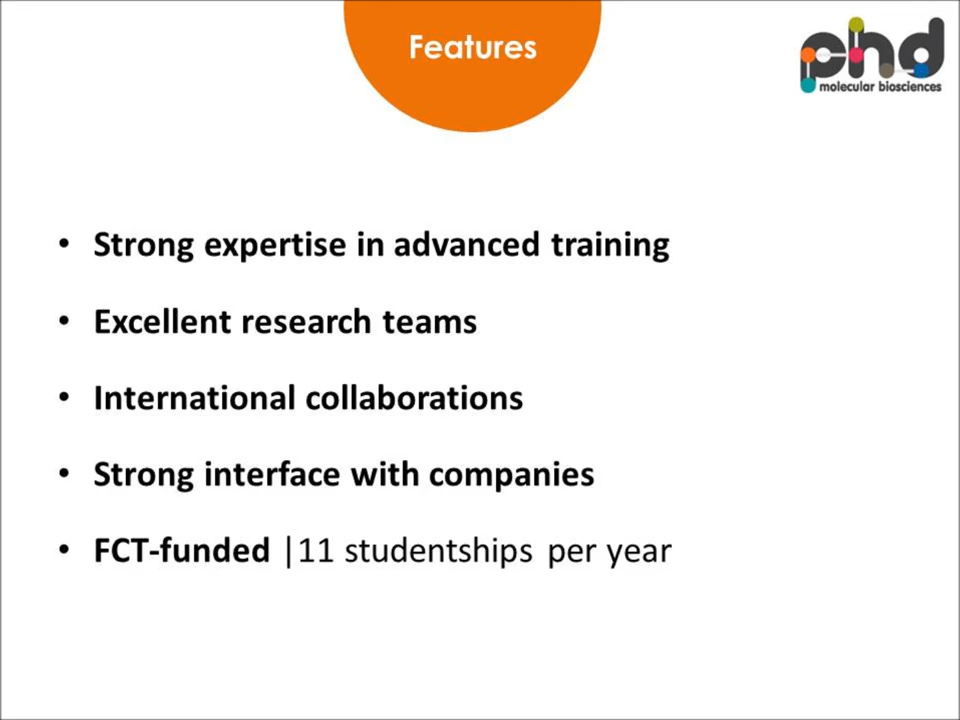 Features
phd
molecular biosciences
• Strong expertise in advanced training
• Excellent research teams
• International collaborations
• Strong interface with companies
• FCT-funded |11 studentships per year